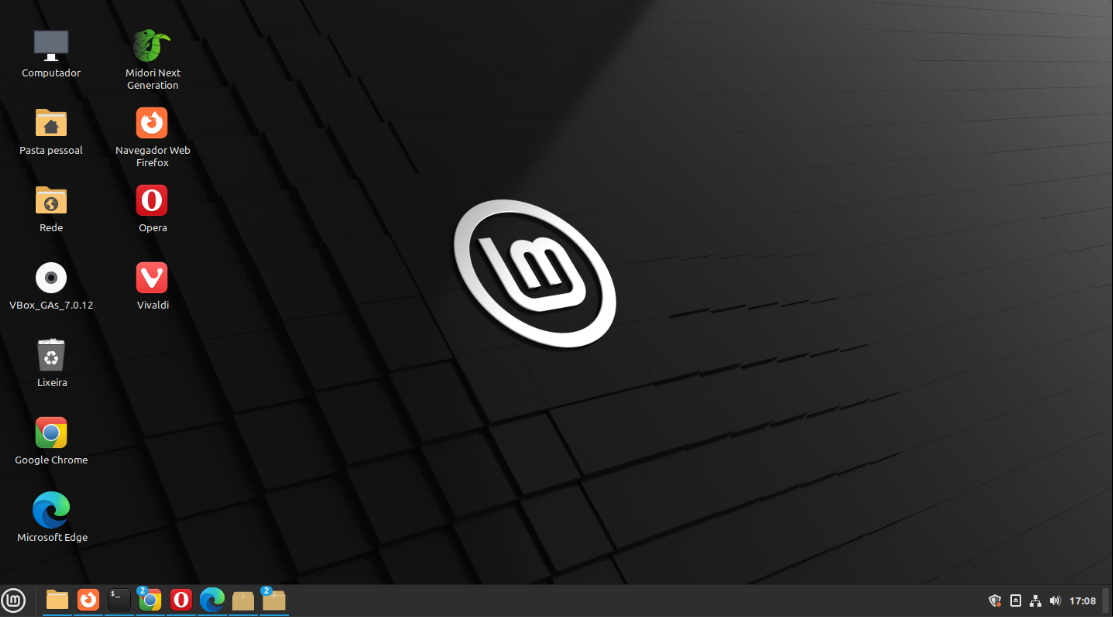 Computador
Midori Next
Generation
Pasta pessoal
Navegador Web
Firefox
Rede
Opera
VBox_GAs_7.0.12
Vivaldi
Lixeira
Google Chrome
Microsoft Edge
lm
$_
2
2
17:08